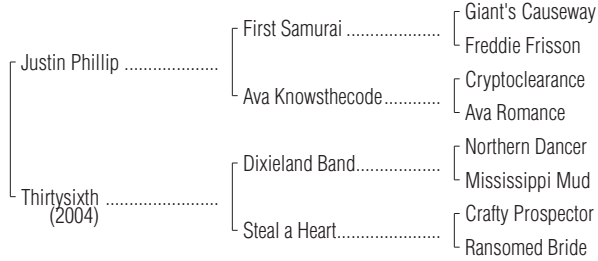 Giant's Causeway
First Samurai ....................
Freddie Frisson
Justin Phillip ....................
Cryptoclearance
Ava Knowsthecode............
Ava Romance
Northern Dancer
Dixieland Band..................
Mississippi Mud
Thirtysixth ........................
(2004)
Crafty Prospector
Steal a Heart......................
Ransomed Bride